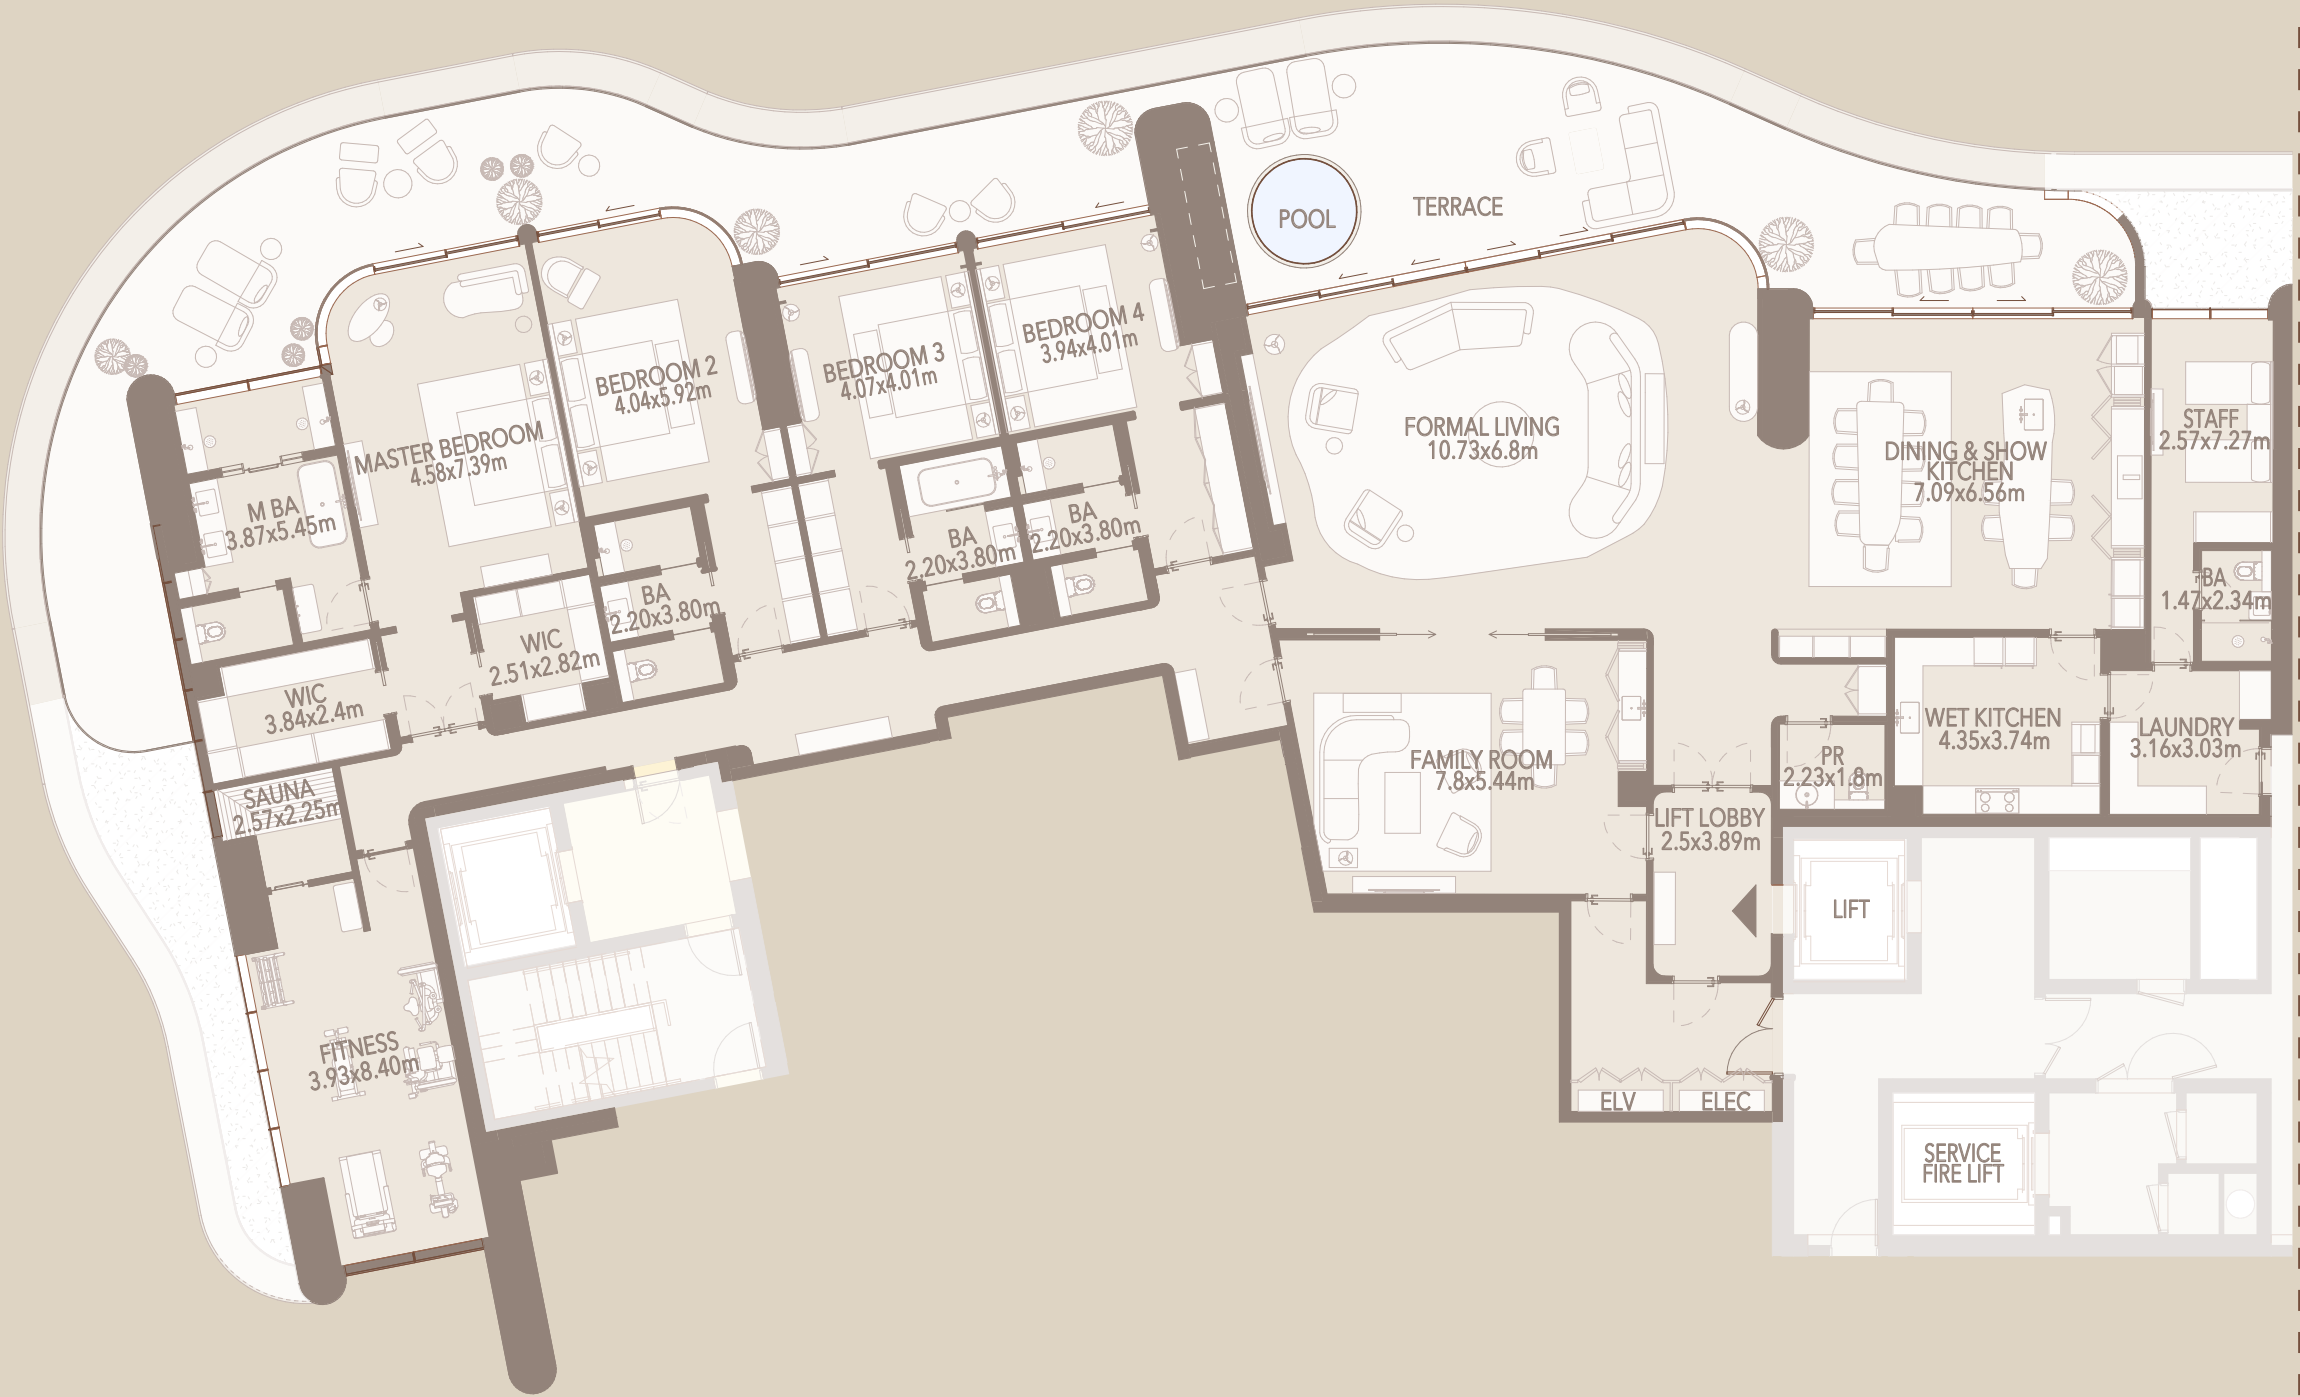 POOL
TERRACE
MASTER BEDROOM
4.58x7.39m
BEDROOM 2
4.04x5.92m
BEDROOM 3
4.07x4.01m
BEDROOM 4
3.94x4.01m
FORMAL LIVING
10.73x6.8m
DINING & SHOW
KITCHEN
7.09x6.56m
STAFF
2.57x7.27m
M BA
3.87x5.45m
BA
2.20x3.80m
BA
2.20x3.80m
BA
2.20x3.80m
BA
1.47x2.34m
WIC
2.51x2.82m
WIC
3.84x2.4m
SAUNA
2.57x2.25m
FAMILY ROOM
7.8x5.44m
PR
2.23x1.8m
WET KITCHEN
4.35x3.74m
LAUNDRY
3.16x3.03m
LIFT LOBBY
2.5x3.89m
LIFT
FITNESS
3.93x8.40m
ELV
ELEC
SERVICE
FIRE LIFT